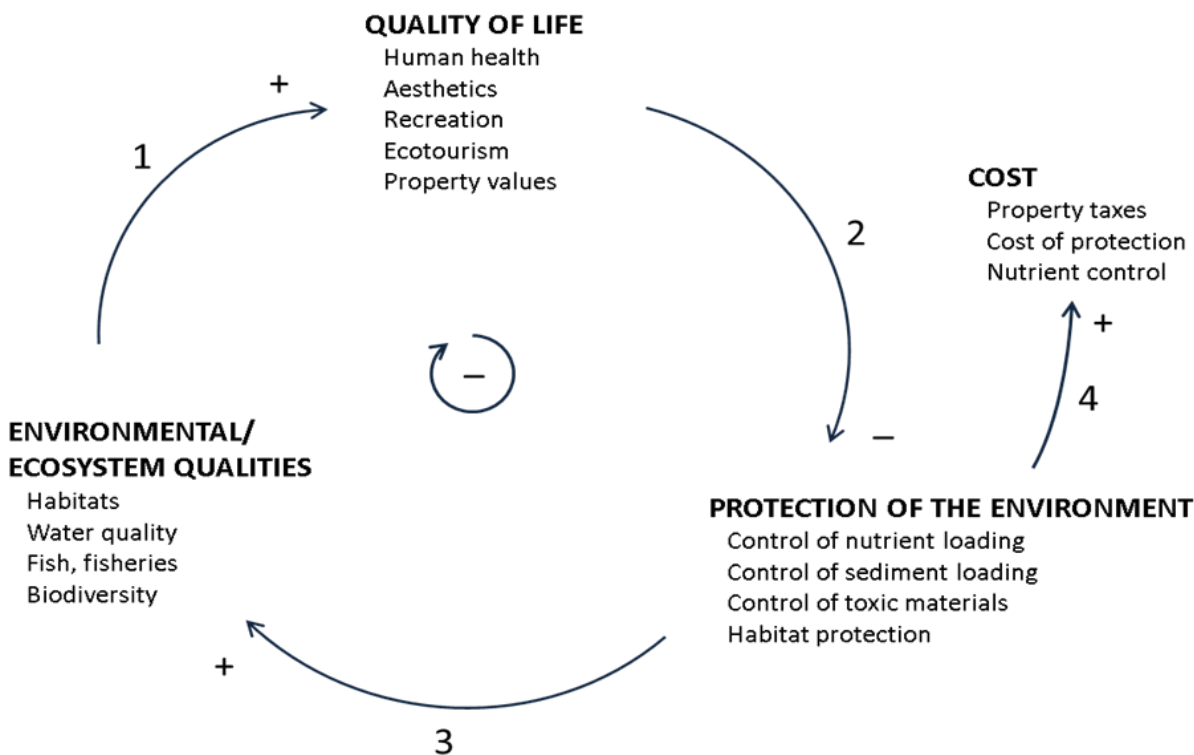 QUALITY OF LIFE
Human health
Aesthetics
Recreation
Ecotourism
Property values
+
1
2
COST
Property taxes
Cost of protection
Nutrient control
+
4
–
–
ENVIRONMENTAL/
ECOSYSTEM QUALITIES
Habitats
Water quality
Fish, fisheries
Biodiversity
PROTECTION OF THE ENVIRONMENT
Control of nutrient loading
Control of sediment loading
Control of toxic materials
Habitat protection
+
3